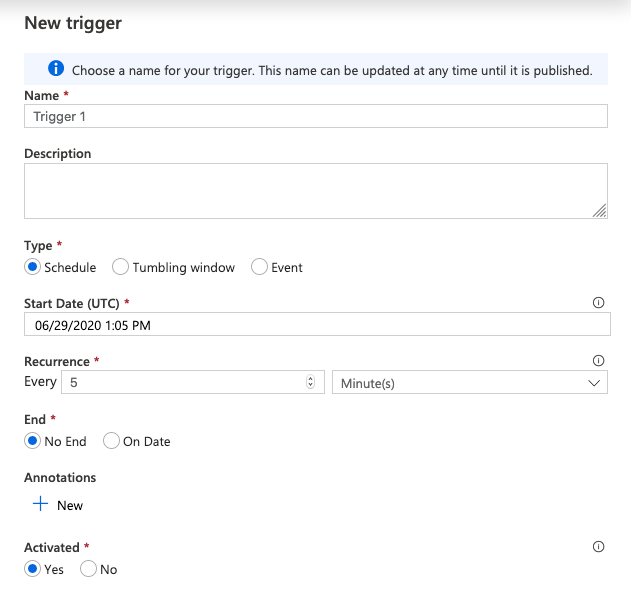 New trigger
Choose a name for your trigger. This name can be updated at any time until it is published.
Name *
Trigger 1
Description
Type *
Schedule Tumbling window Event
Start Date (UTC) *
06/29/2020 1:05 PM
Recurrence *
Every 5 Minute(s)
End *
No End On Date
Annotations
New
Activated *
Yes No